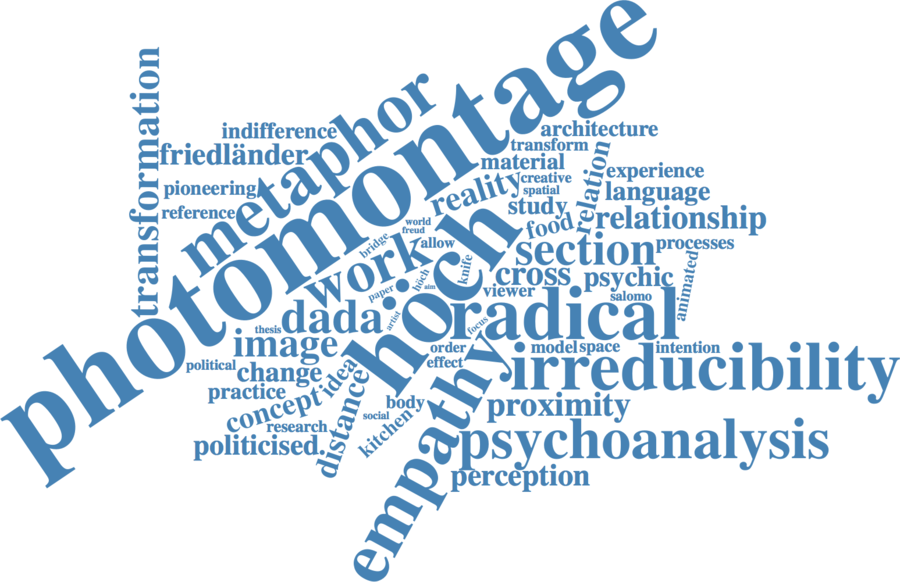 photomontage
transformation
indifference
friedländer
pioneering
reference
metaphor
architecture
transform
material
creative
spatial
reality
study
relation
experience
language
relationship
food
section
processes
world
freud
allow
bridge
work
höch
höch
knife
aim
paper
artist
cross
psychic
viewer
salomo
animated
radical
focus
thesis
dada
image
order
effect
model
space
intention
irreducibility
political
change
idea
practice
concept
distance
research
politicised.
body
social
kitchen
empathy
proximity
psychoanalysis
perception